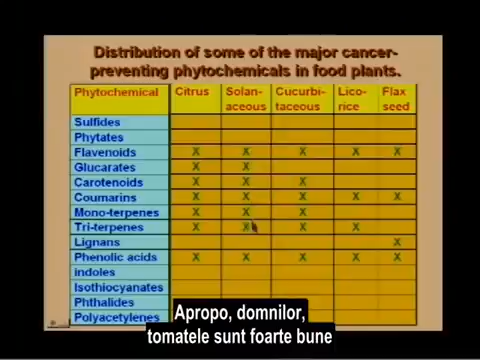 Distribution of some of the major cancer-
preventing phytochemicals in food plants.
Phytochemical Citrus Solan-aceous Cucurbi-taceous Lico-rice Flax seed
Sulfides
Phytates
Flavenoids X X X X X
Glucarates X X
Carotenoids X X X
Coumarins X X X X X
Mono-terpenes X X X
Tri-terpenes X X X X
Lignans X
Phenolic acids X X X X X
indoles
Isothiocyanates
Phthalides
Polyacetylenes
Apropo, domnilor,
tomatele sunt foarte bune